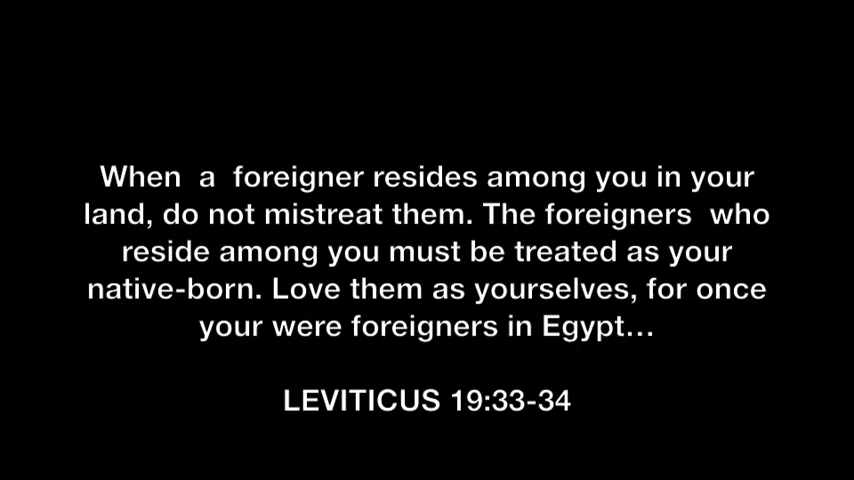 When a foreigner resides among you in your
land, do not mistreat them. The foreigners who
reside among you must be treated as your
native-born. Love them as yourselves, for once
your were foreigners in Egypt...
LEVITICUS 19:33-34